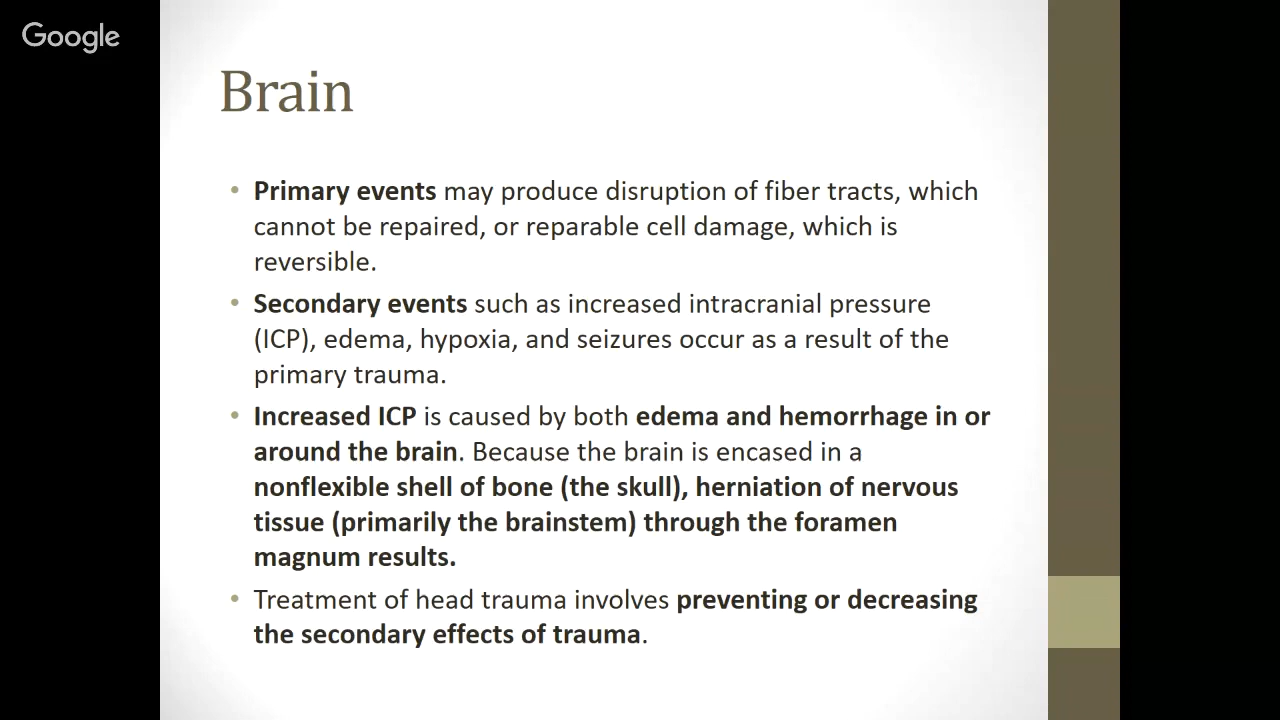 Google
Brain
• Primary events may produce disruption of fiber tracts, which
cannot be repaired, or reparable cell damage, which is
reversible.
• Secondary events such as increased intracranial pressure
(ICP), edema, hypoxia, and seizures occur as a result of the
primary trauma.
• Increased ICP is caused by both edema and hemorrhage in or
around the brain. Because the brain is encased in a
nonflexible shell of bone (the skull), herniation of nervous
tissue (primarily the brainstem) through the foramen
magnum results.
• Treatment of head trauma involves preventing or decreasing
the secondary effects of trauma.